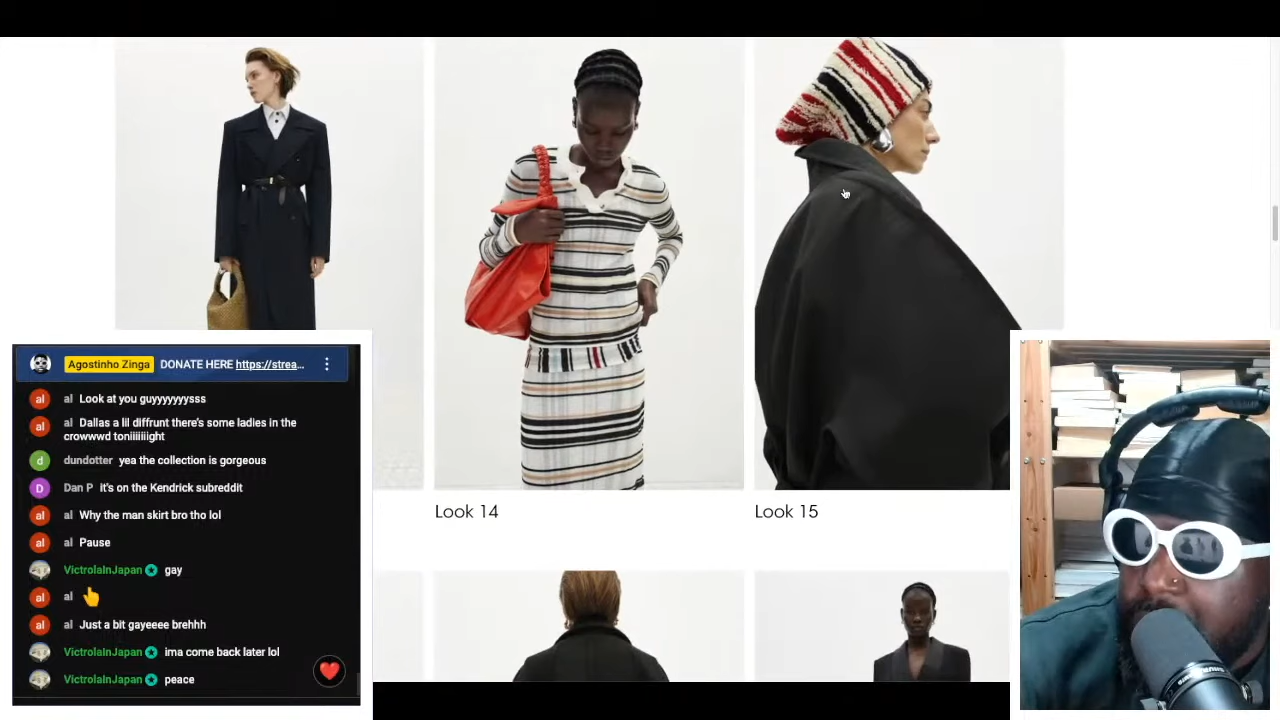 Look 14
Look 15
Agostinho Zinga DONATE HERE https://strea...
al Look at you guyyyyyyysss
al Dallas a lil diffrunt there's some ladies in the
crowwwd toniiiiiiight
dundotter yea the collection is gorgeous
Dan P it's on the Kendrick subreddit
al Why the man skirt bro tho lol
al Pause
VictrolaInJapan gay
al 👆
al Just a bit gayeeee brehhh
VictrolaInJapan ima come back later lol
VictrolaInJapan peace